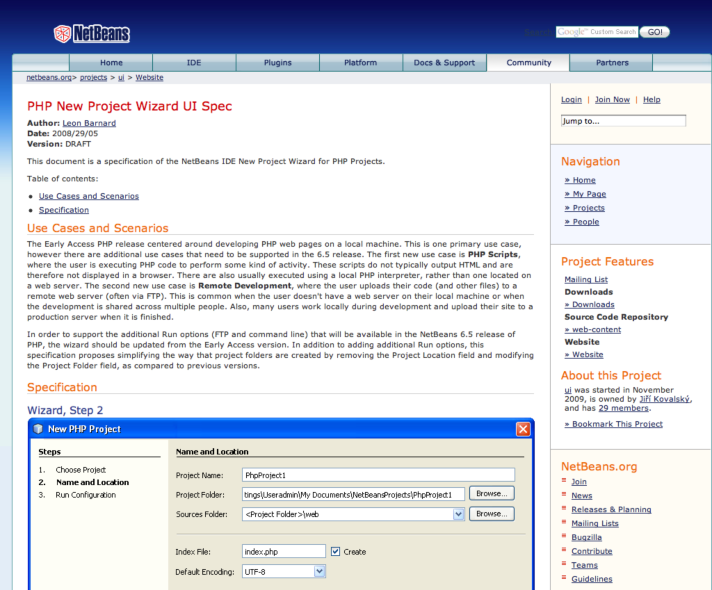 NetBeans
Google™ Custom Search GO!
Home IDE Plugins Platform Docs & Support Community Partners
netbeans.org> projects > ui > Website
PHP New Project Wizard UI Spec
Author: Leon Barnard
Date: 2008/29/05
Version: DRAFT
This document is a specification of the NetBeans IDE New Project Wizard for PHP Projects.
Table of contents:
Use Cases and Scenarios
Specification
Use Cases and Scenarios
The Early Access PHP release centered around developing PHP web pages on a local machine. This is one primary use case,
however there are additional use cases that need to be supported in the 6.5 release. The first new use case is PHP Scripts,
where the user is executing PHP code to perform some kind of activity. These scripts do not typically output HTML and are
therefore not displayed in a browser. There are also usually executed using a local PHP interpreter, rather than one located on
a web server. The second new use case is Remote Development, where the user uploads their code (and other files) to a
remote web server (often via FTP). This is common when the user doesn't have a web server on their local machine or when
the development is shared across multiple people. Also, many users work locally during development and upload their site to a
production server when it is finished.
In order to support the additional Run options (FTP and command line) that will be available in the NetBeans 6.5 release of
PHP, the wizard should be updated from the Early Access version. In addition to adding additional Run options, this
specification proposes simplifying the way that project folders are created by removing the Project Location field and modifying
the Project Folder field, as compared to previous versions.
Specification
Wizard, Step 2
New PHP Project
Steps
1. Choose Project
2. Name and Location
3. Run Configuration
Name and Location
Project Name: PhpProject1
Project Folder: tings\Useradmin\My Documents\NetBeansProjects\PhpProject1 Browse...
Sources Folder: <Project Folder>\web Browse...
Index File: index.php Create
Default Encoding: UTF-8
Login | Join Now | Help
Jump to...
Navigation
» Home
» My Page
» Projects
» People
Project Features
Mailing List
Downloads
» Downloads
Source Code Repository
» web-content
Website
» Website
About this Project
ui was started in November
2009, is owned by Jiří Kovalský,
and has 29 members.
» Bookmark This Project
NetBeans.org
Join
News
Releases & Planning
Mailing Lists
Bugzilla
Contribute
Teams
Guidelines